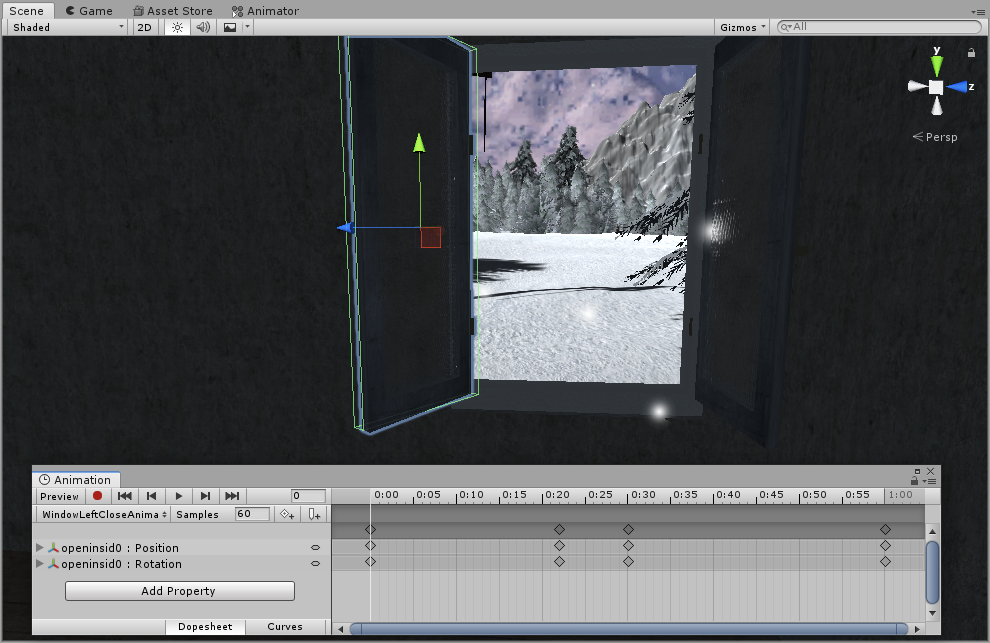 Scene Game Asset Store Animator
Shaded 2D Gizmos All
y
z
Persp
Animation
Preview 0 0:00 0:05 0:10 0:15 0:20 0:25 0:30 0:35 0:40 0:45 0:50 0:55 1:00
WindowLeftCloseAnima Samples 60
openinsid0 : Position
openinsid0 : Rotation
Add Property
Dopesheet Curves